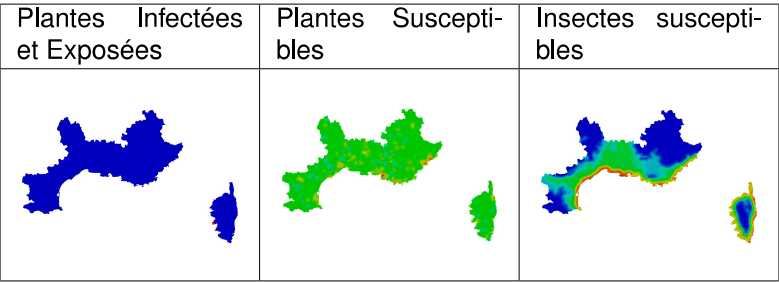 Plantes Infectées
et Exposées
Plantes Suscepti-
bles
Insectes suscepti-
bles